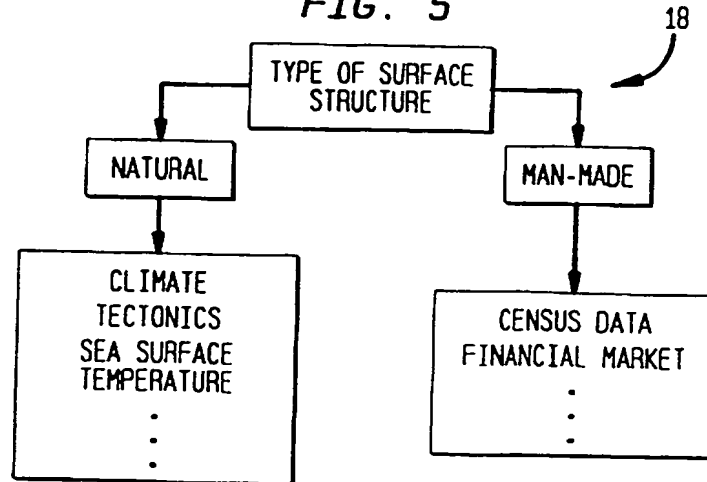 FIG. 5
18
TYPE OF SURFACE
STRUCTURE
NATURAL
MAN-MADE
CLIMATE
TECTONICS
SEA SURFACE
TEMPERATURE
CENSUS DATA
FINANCIAL MARKET